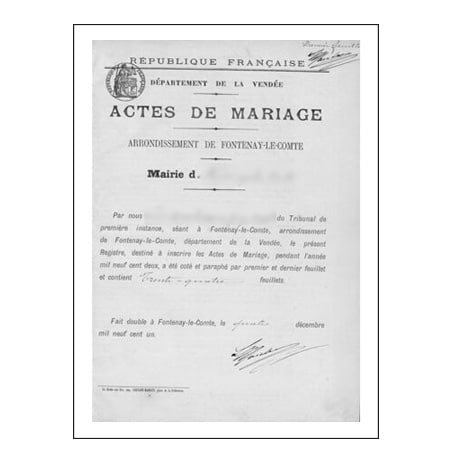 RÉPUBLIQUE FRANÇAISE
DÉPARTEMENT DE LA VENDÉE
ACTES DE MARIAGE
ARRONDISSEMENT DE FONTENAY-LE-COMTE
Mairie d
Par nous du Tribunal de
première instance, séant à Fontenay-le-Comte, arrondissement
de Fontenay-le-Comte, département de la Vendée, le présent
Registre, destiné à inscrire les Actes de Mariage, pendant l'année
mil neuf cent deux, a été coté et paraphé par premier et dernier feuillet
et contient Trente-quatre feuillets.
Fait double à Fontenay-le-Comte, le quatre décembre
mil neuf cent un.